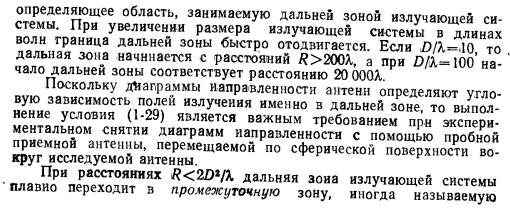 определяющее область, занимаемую дальней зоной излучающей си-
стемы. При увеличении размера излучающей системы в длинах
волн граница дальней зоны быстро отодвигается. Если D/λ=10, то
дальная зона начинается с расстояний R>200λ, а при D/λ=100 на-
чало дальней зоны соответствует расстоянию 20 000λ.
Поскольку диаграммы направленности антенн определяют угло-
вую зависимость полей излучения именно в дальней зоне, то выпол-
нение условия (1-29) является важным требованием при экспери-
ментальном снятии диаграмм направленности с помощью пробной
приемной антенны, перемещаемой по сферической поверхности во-
круг исследуемой антенны.
При расстояниях R<2D²/λ дальняя зона излучающей системы
плавно переходит в промежуточную зону, иногда называемую